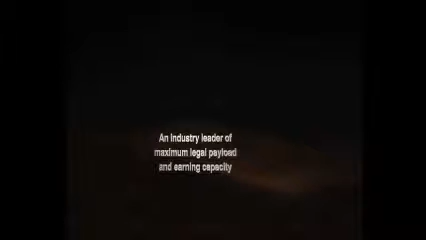 An industry leader of
maximum legal payload
and earning capacity